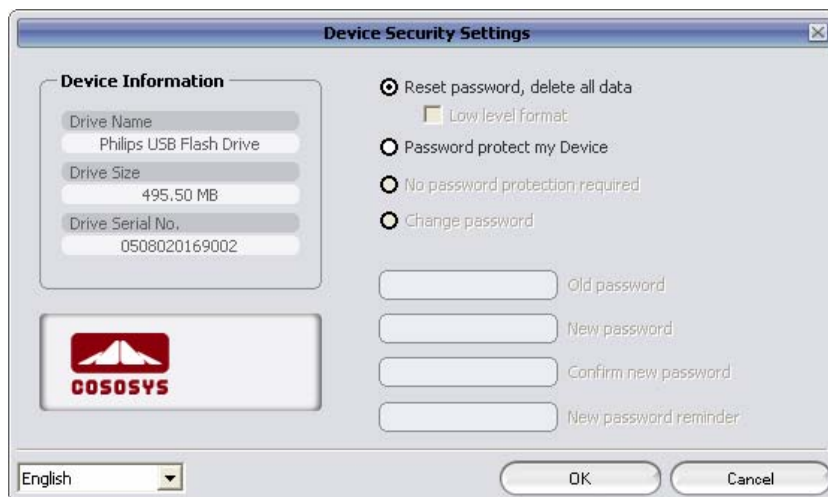 Device Security Settings
Device Information
Drive Name
Philips USB Flash Drive
Drive Size
495.50 MB
Drive Serial No.
0508020169002
COSOSYS
Reset password, delete all data
Low level format
Password protect my Device
No password protection required
Change password
Old password
New password
Confirm new password
New password reminder
English
OK
Cancel